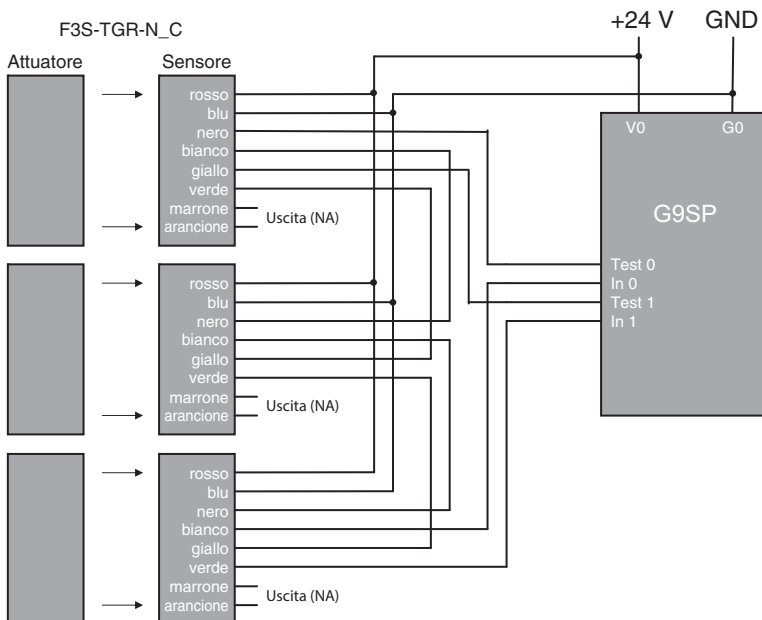 F3S-TGR-N_C
+24 V GND
Attuatore Sensore
rosso
blu
nero
bianco
giallo
verde
marrone
arancione
Uscita (NA)
rosso
blu
nero
bianco
giallo
verde
marrone
arancione
Uscita (NA)
rosso
blu
nero
bianco
giallo
verde
marrone
arancione
Uscita (NA)
V0 G0
G9SP
Test 0
In 0
Test 1
In 1